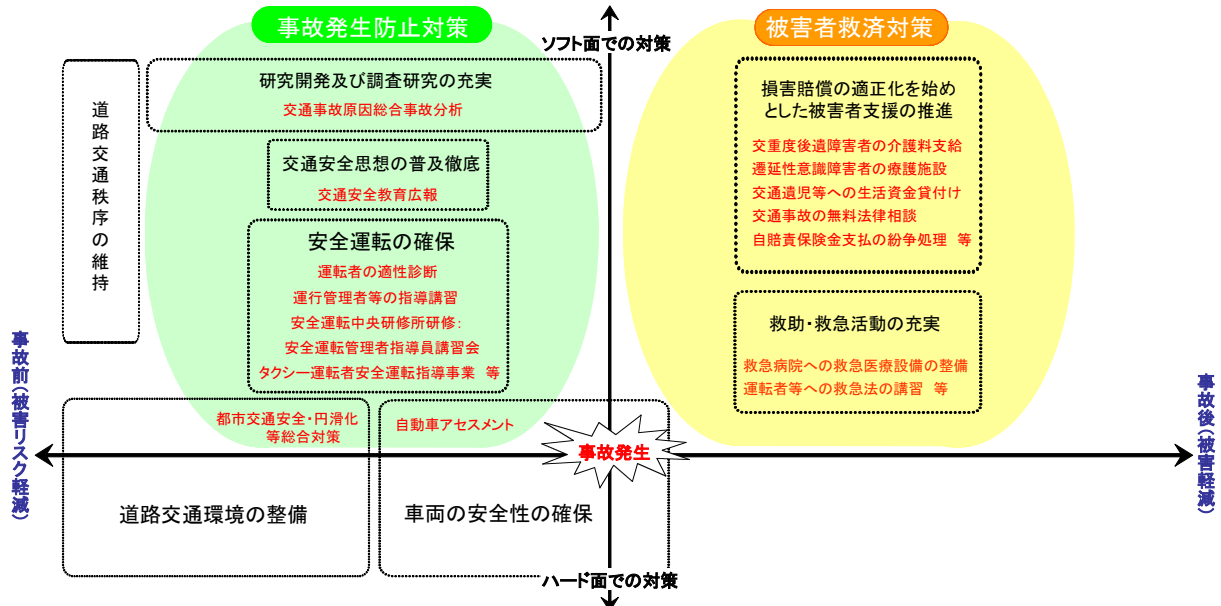 事故発生防止対策
被害者救済対策
ソフト面での対策
道路交通秩序の維持
研究開発及び調査研究の充実
交通事故原因総合事故分析
交通安全思想の普及徹底
交通安全教育広報
安全運転の確保
運転者の適性診断
運行管理者等の指導講習
安全運転中央研修所研修:
安全運転管理者指導員講習会
タクシー運転者安全運転指導事業 等
損害賠償の適正化を始め
とした被害者支援の推進
交重度後遺障害者の介護料支給
遷延性意識障害者の療護施設
交通遺児等への生活資金貸付け
交通事故の無料法律相談
自賠責保険金支払の紛争処理 等
救助・救急活動の充実
救急病院への救急医療設備の整備
運転者等への救急法の講習 等
事故前(被害リスク軽減)
都市交通安全・円滑化
等総合対策
自動車アセスメント
事故発生
事故後(被害軽減)
道路交通環境の整備
車両の安全性の確保
ハード面での対策